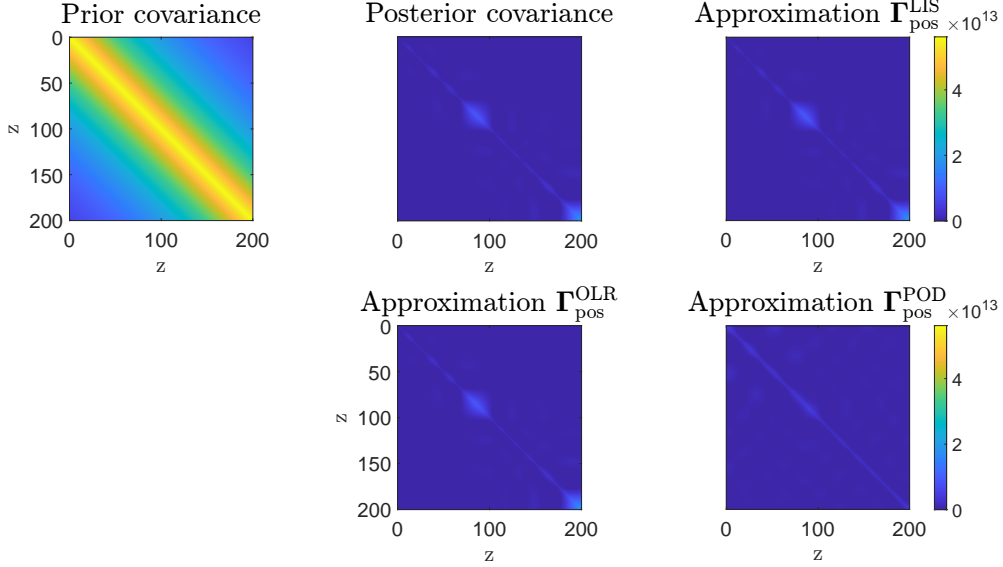 Prior covariance
Posterior covariance
Approximation Γ_pos^LIS
×10^13
0
50
100
150
200
z
0
100
200
z
0
100
200
z
0
100
200
z
4
2
0
Approximation Γ_pos^OLR
Approximation Γ_pos^POD
×10^13
0
50
100
150
200
z
0
100
200
z
0
100
200
z
4
2
0